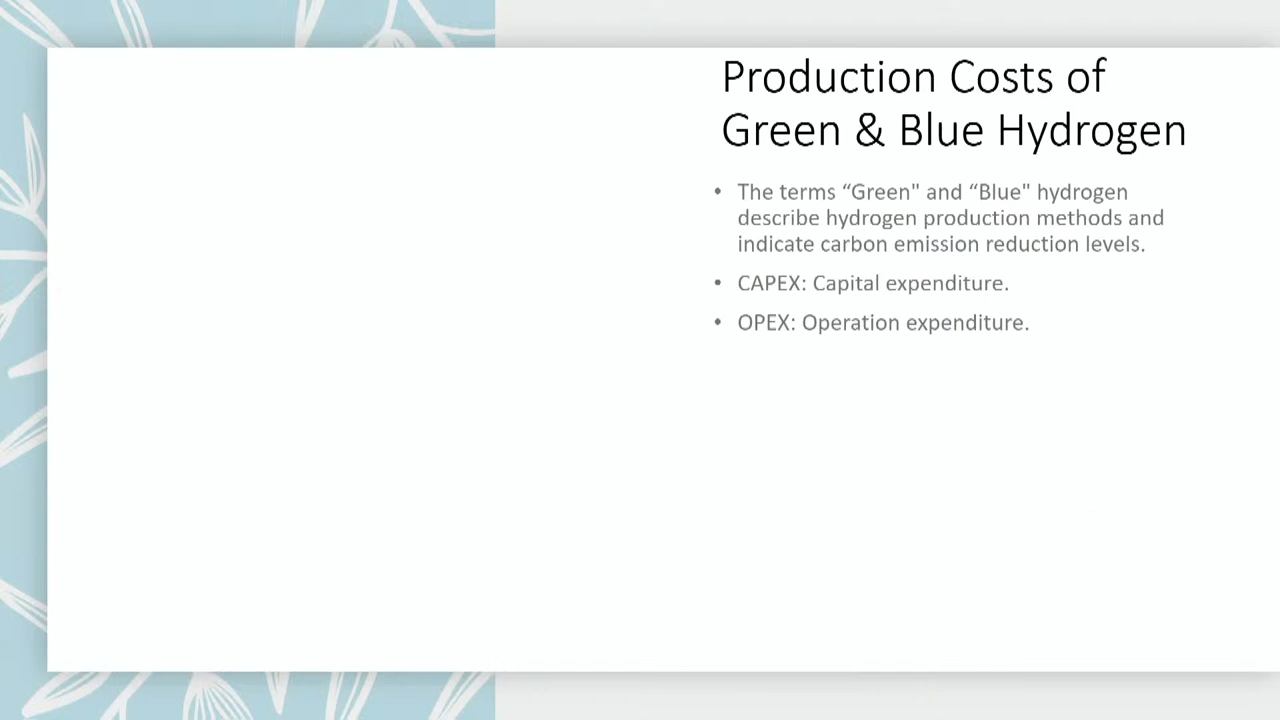 Production Costs of
Green & Blue Hydrogen
• The terms “Green" and “Blue" hydrogen
describe hydrogen production methods and
indicate carbon emission reduction levels.
• CAPEX: Capital expenditure.
• OPEX: Operation expenditure.